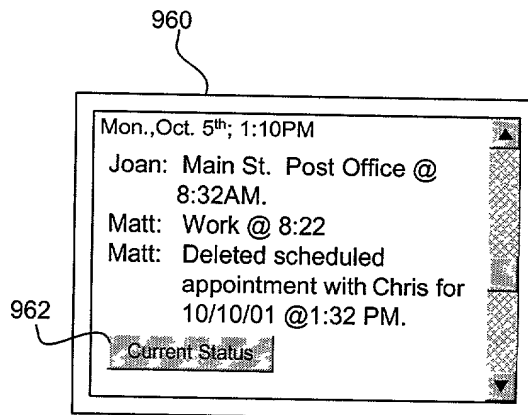 960
Mon.,Oct. 5th; 1:10PM
Joan: Main St. Post Office @
8:32AM.
Matt: Work @ 8:22
Matt: Deleted scheduled
appointment with Chris for
10/10/01 @1:32 PM.
962
Current Status